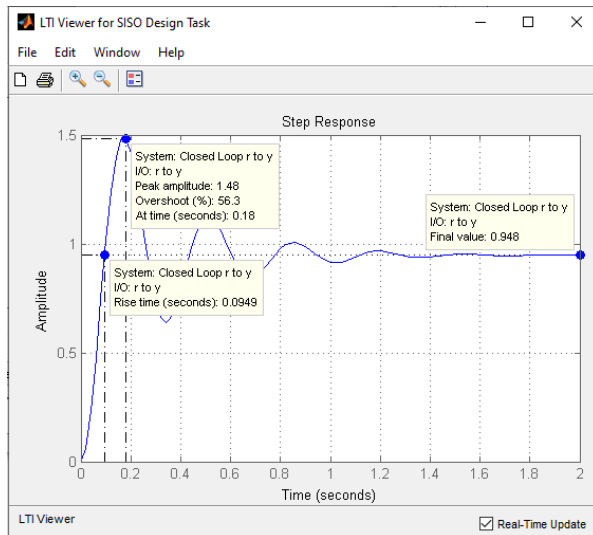 LTI Viewer for SISO Design Task
File Edit Window Help
Step Response
1.5
1
0.5
0
Amplitude
System: Closed Loop r to y
I/O: r to y
Peak amplitude: 1.48
Overshoot (%): 56.3
At time (seconds): 0.18
System: Closed Loop r to y
I/O: r to y
Final value: 0.948
System: Closed Loop r to y
I/O: r to y
Rise time (seconds): 0.0949
0 0.2 0.4 0.6 0.8 1 1.2 1.4 1.6 1.8 2
Time (seconds)
LTI Viewer
Real-Time Update